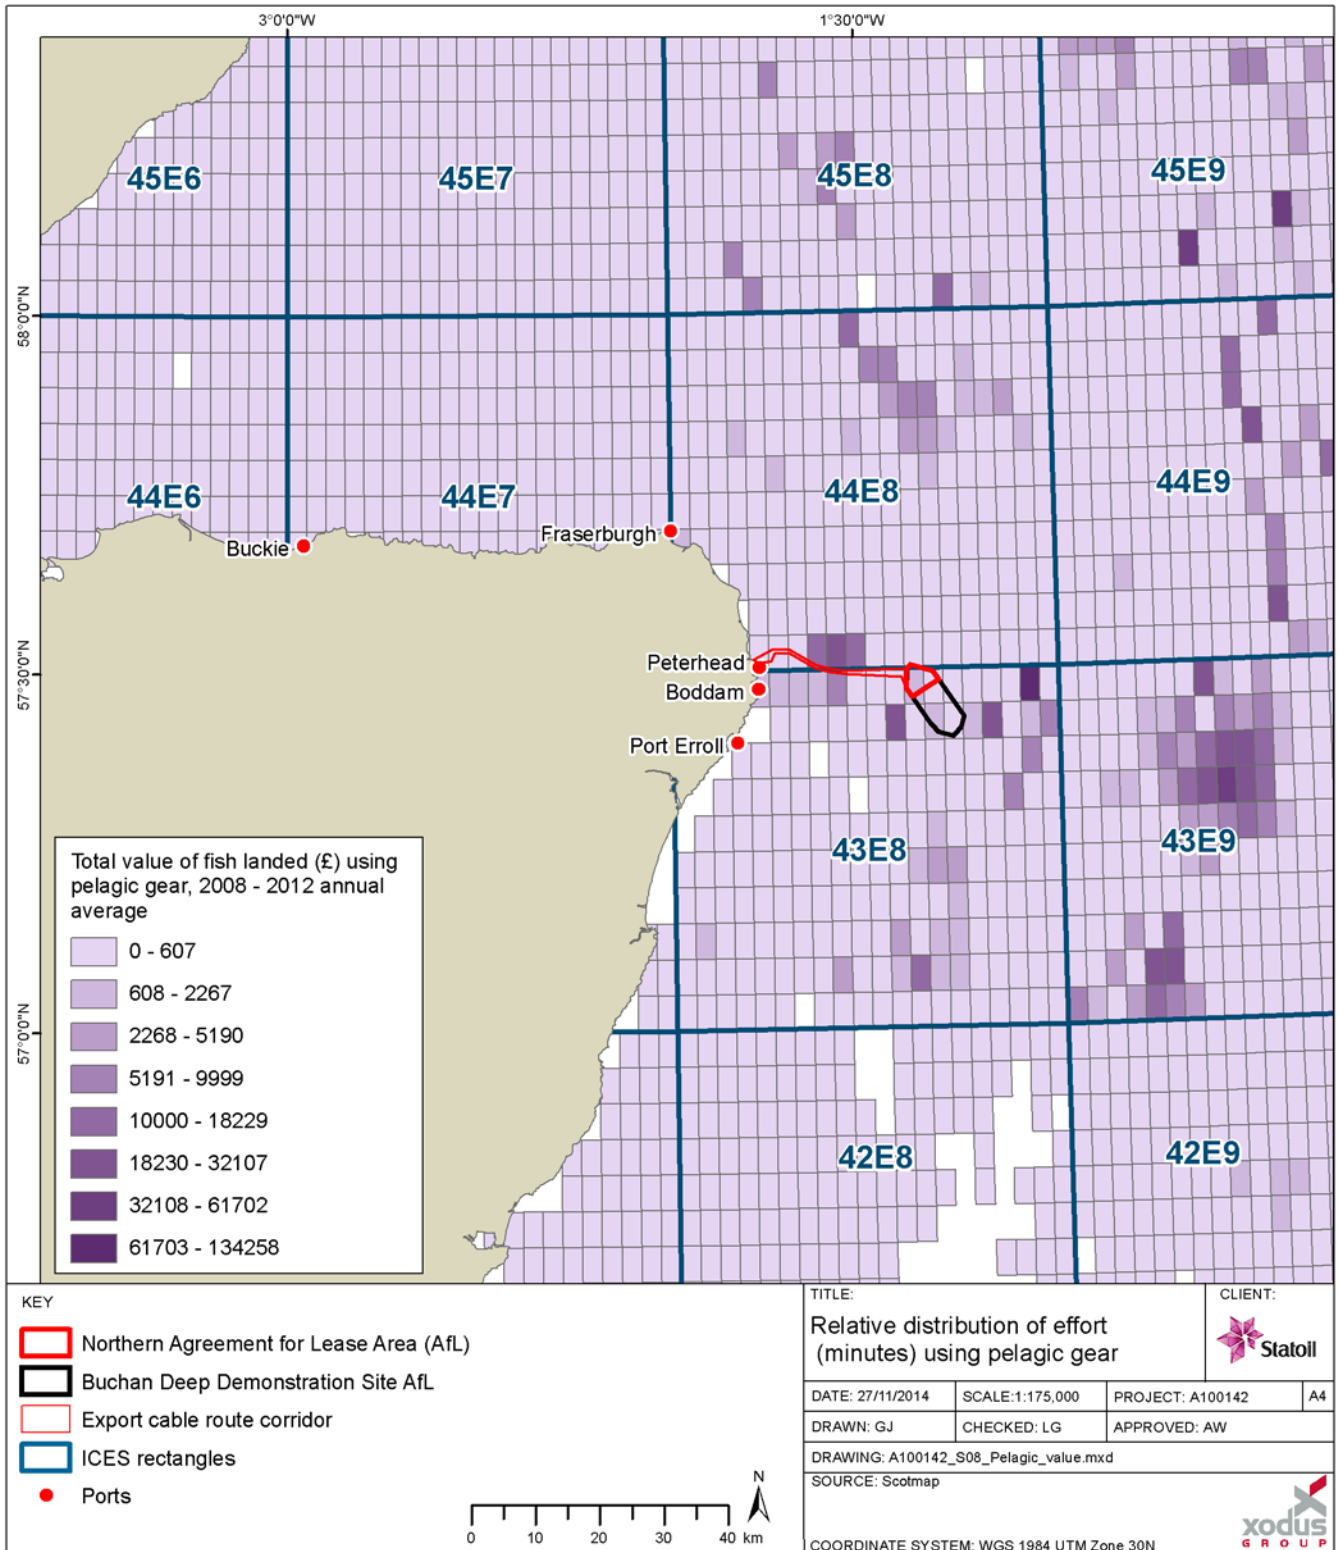 3°0'0"W
1°30'0"W
45E6
45E7
45E8
45E9
58°0'0"N
44E6
44E7
44E8
44E9
Buckie
Fraserburgh
57°30'0"N
Peterhead
Boddam
Port Erroll
43E8
43E9
57°0'0"N
42E8
42E9
Total value of fish landed (£) using
pelagic gear, 2008 - 2012 annual
average
0 - 607
608 - 2267
2268 - 5190
5191 - 9999
10000 - 18229
18230 - 32107
32108 - 61702
61703 - 134258
KEY
Northern Agreement for Lease Area (AfL)
Buchan Deep Demonstration Site AfL
Export cable route corridor
ICES rectangles
Ports
N
0 10 20 30 40 km
TITLE:
Relative distribution of effort
(minutes) using pelagic gear
CLIENT:
Statoil
DATE: 27/11/2014 SCALE:1:175,000 PROJECT: A100142 A4
DRAWN: GJ CHECKED: LG APPROVED: AW
DRAWING: A100142_S08_Pelagic_value.mxd
SOURCE: Scotmap
COORDINATE SYSTEM: WGS 1984 UTM Zone 30N
xodus
GROUP